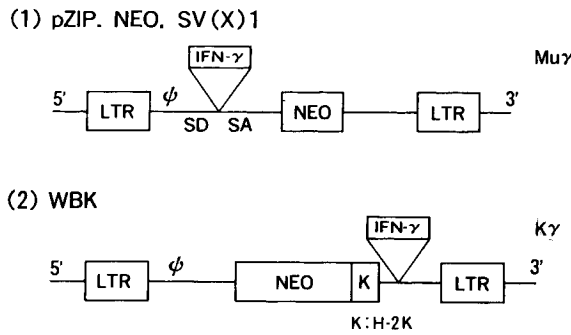 (1) pZIP. NEO. SV(X)1
IFN-γ
Muγ
5' LTR ψ SD SA NEO LTR 3'
(2) WBK
IFN-γ
Kγ
5' LTR ψ NEO K LTR 3'
K:H-2K